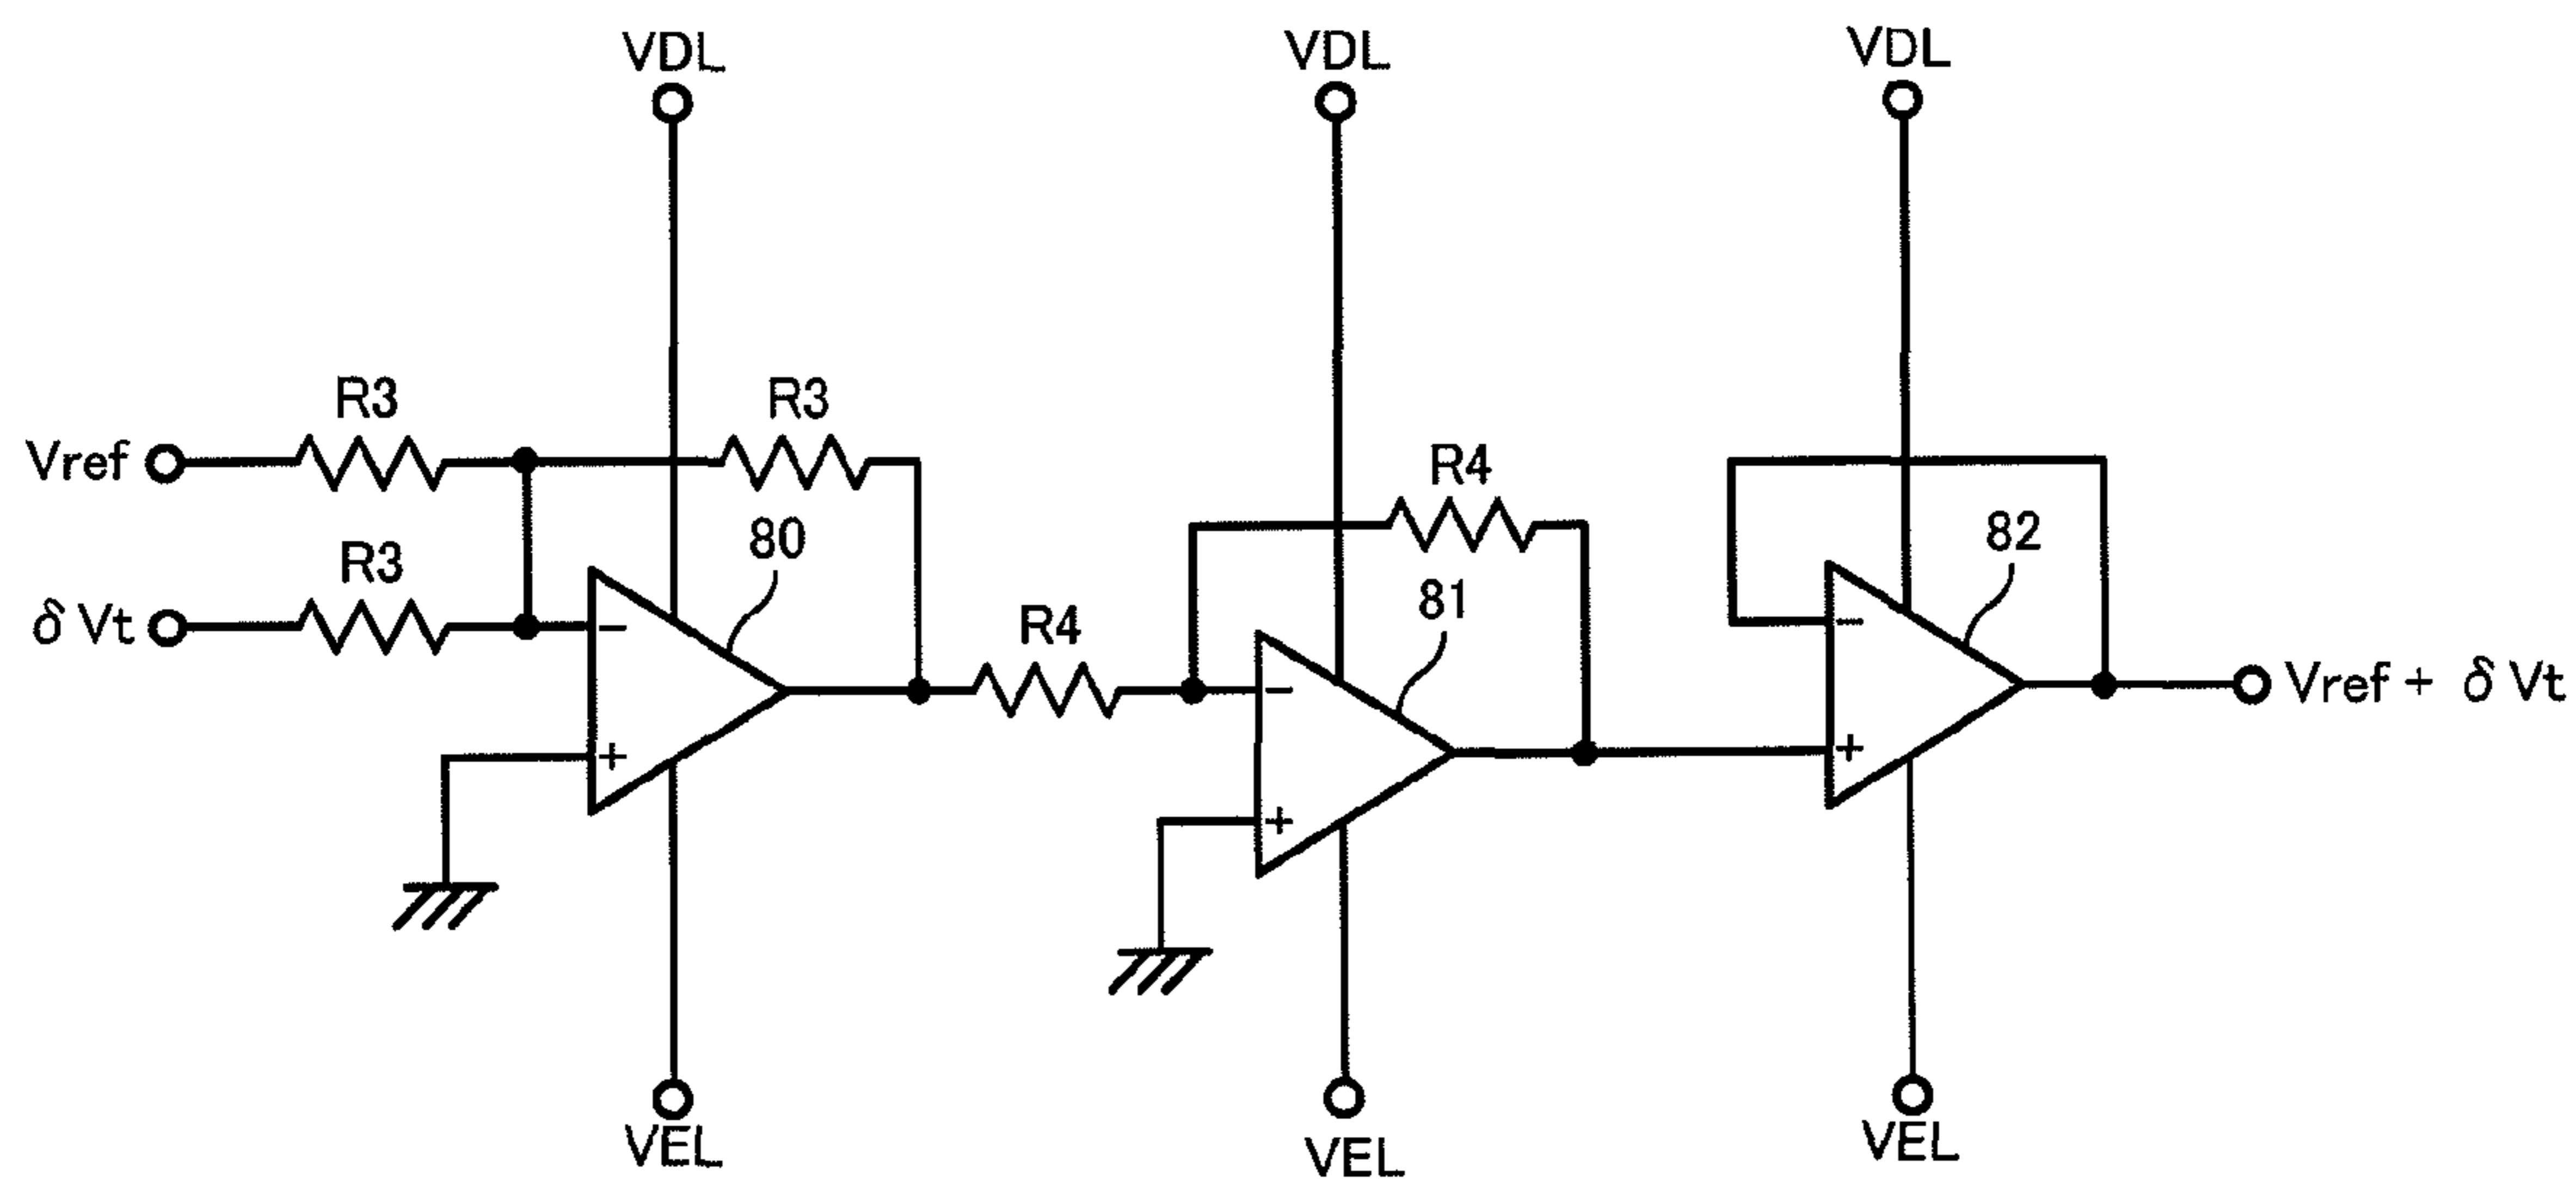 VDL
VDL
VDL
R3
R3
Vref
R4
80
82
R3
δ Vt
81
R4
-
-
-
+
+
+
Vref + δ Vt
VEL
VEL
VEL